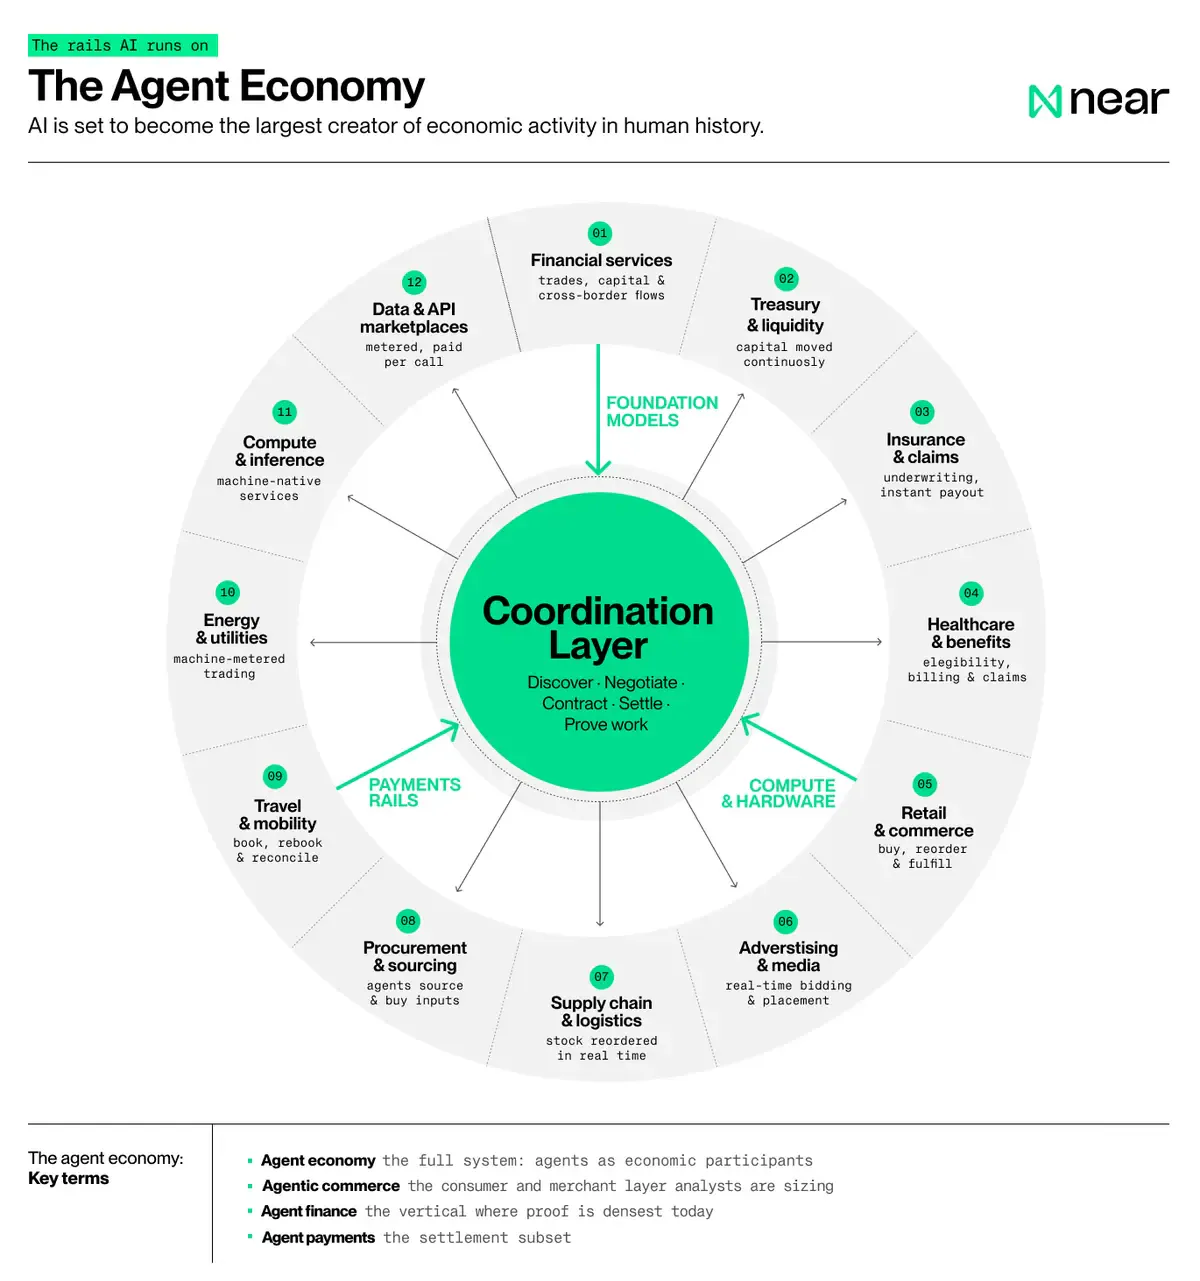 The rails AI runs on
The Agent Economy
AI is set to become the largest creator of economic activity in human history.
near
01
Financial services
trades, capital &
cross-border flows
02
Treasury
& liquidity
capital moved
continuosly
03
Insurance
& claims
underwriting,
instant payout
04
Healthcare
& benefits
elegibility,
billing & claims
05
Retail
& commerce
buy, reorder
& fulfill
06
Adverstising
& media
real-time bidding
& placement
07
Supply chain
& logistics
stock reordered
in real time
08
Procurement
& sourcing
agents source
& buy inputs
09
Travel
& mobility
book, rebook
& reconcile
10
Energy
& utilities
machine-metered
trading
11
Compute
& inference
machine-native
services
12
Data & API
marketplaces
metered, paid
per call
FOUNDATION
MODELS
COMPUTE
& HARDWARE
PAYMENTS
RAILS
Coordination
Layer
Discover · Negotiate ·
Contract · Settle ·
Prove work
The agent economy:
Key terms
Agent economy the full system: agents as economic participants
Agentic commerce the consumer and merchant layer analysts are sizing
Agent finance the vertical where proof is densest today
Agent payments the settlement subset